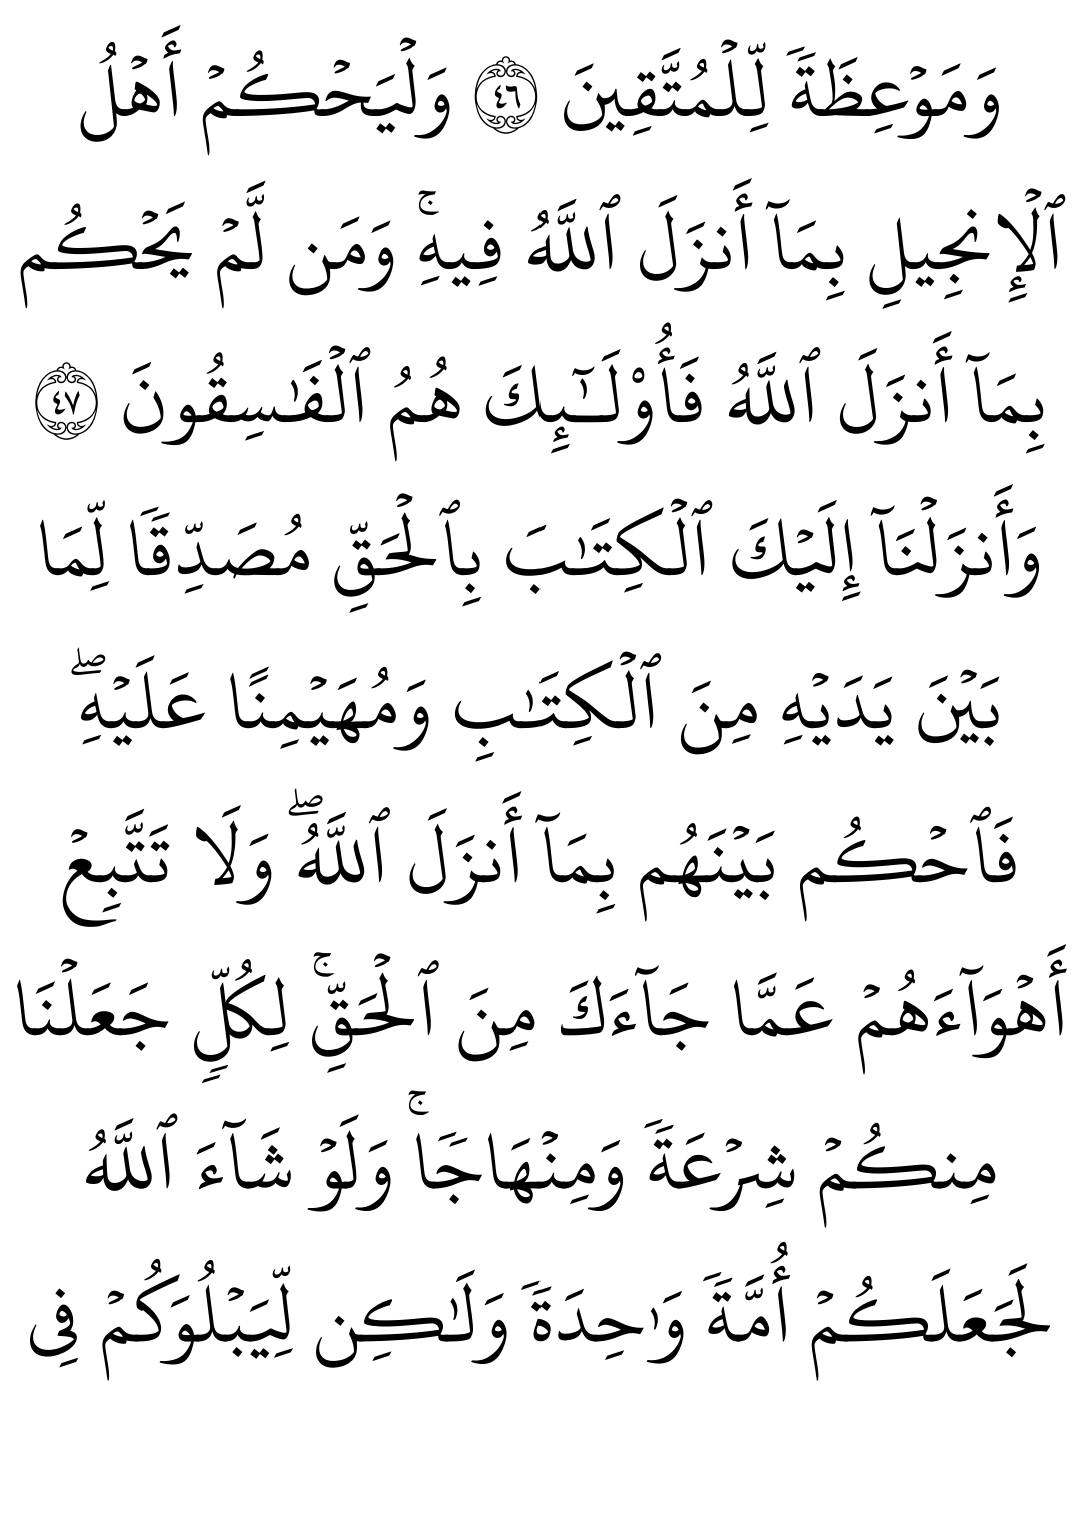 وَمَوۡعِظَةٗ لِّلۡمُتَّقِينَ ٤٦ وَلۡيَحۡكُمۡ أَهۡلُ
ٱلۡإِنجِيلِ بِمَآ أَنزَلَ ٱللَّهُ فِيهِۚ وَمَن لَّمۡ يَحۡكُم
بِمَآ أَنزَلَ ٱللَّهُ فَأُوْلَـٰٓئِكَ هُمُ ٱلۡفَٰسِقُونَ ٤٧
وَأَنزَلۡنَآ إِلَيۡكَ ٱلۡكِتَٰبَ بِٱلۡحَقِّ مُصَدِّقٗا لِّمَا
بَيۡنَ يَدَيۡهِ مِنَ ٱلۡكِتَٰبِ وَمُهَيۡمِنًا عَلَيۡهِۖ
فَٱحۡكُم بَيۡنَهُم بِمَآ أَنزَلَ ٱللَّهُۖ وَلَا تَتَّبِعۡ
أَهۡوَآءَهُمۡ عَمَّا جَآءَكَ مِنَ ٱلۡحَقِّۚ لِكُلّٖ جَعَلۡنَا
مِنكُمۡ شِرۡعَةٗ وَمِنۡهَاجٗاۚ وَلَوۡ شَآءَ ٱللَّهُ
لَجَعَلَكُمۡ أُمَّةٗ وَٰحِدَةٗ وَلَٰكِن لِّيَبۡلُوَكُمۡ فِي